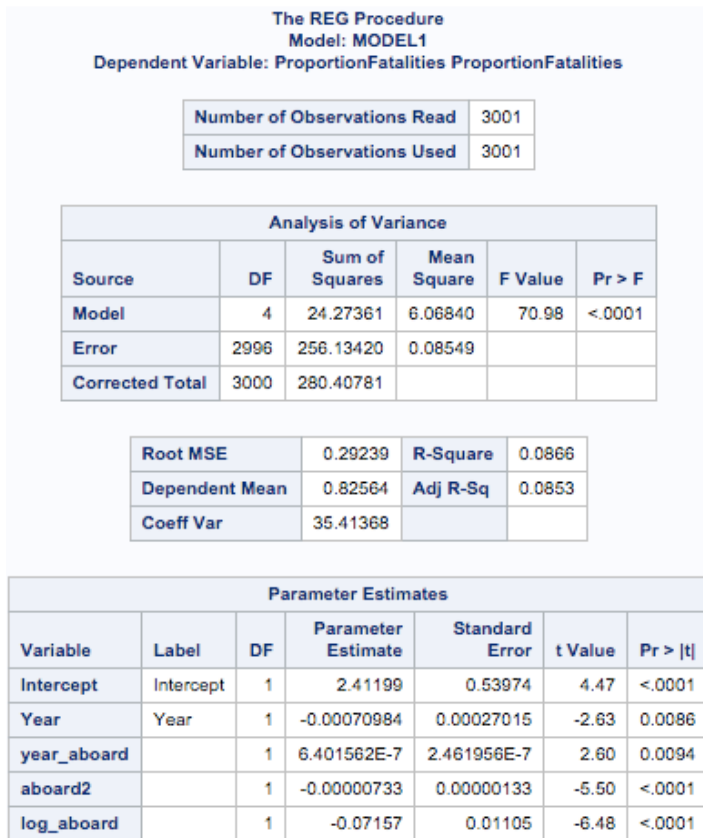 The REG Procedure
Model: MODEL1
Dependent Variable: ProportionFatalities ProportionFatalities
Number of Observations Read 3001
Number of Observations Used 3001
Analysis of Variance
Source DF Sum of Squares Mean Square F Value Pr > F
Model 4 24.27361 6.06840 70.98 <.0001
Error 2996 256.13420 0.08549
Corrected Total 3000 280.40781
Root MSE 0.29239 R-Square 0.0866
Dependent Mean 0.82564 Adj R-Sq 0.0853
Coeff Var 35.41368
Parameter Estimates
Variable Label DF Parameter Estimate Standard Error t Value Pr > |t|
Intercept Intercept 1 2.41199 0.53974 4.47 <.0001
Year Year 1 -0.00070984 0.00027015 -2.63 0.0086
year_aboard 1 6.401562E-7 2.461956E-7 2.60 0.0094
aboard2 1 -0.00000733 0.00000133 -5.50 <.0001
log_aboard 1 -0.07157 0.01105 -6.48 <.0001